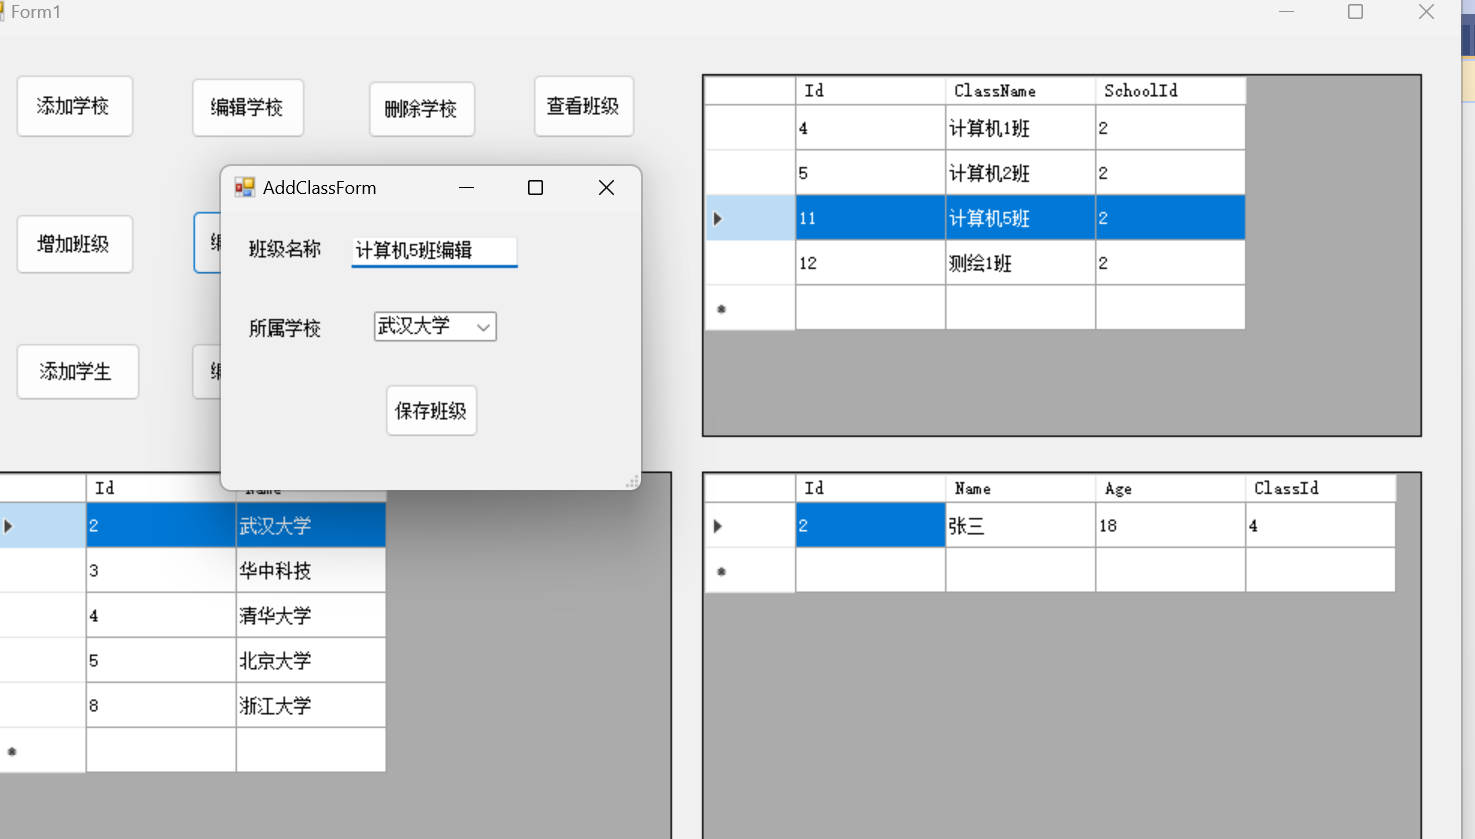 Form1
添加学校 编辑学校 删除学校 查看班级
Id ClassName SchoolId
4 计算机1班 2
5 计算机2班 2
11 计算机5班 2
12 测绘1班 2
增加班级
添加学生
AddClassForm
班级名称 计算机5班编辑
所属学校 武汉大学
保存班级
Id Name
2 武汉大学
3 华中科技
4 清华大学
5 北京大学
8 浙江大学
Id Name Age ClassId
2 张三 18 4